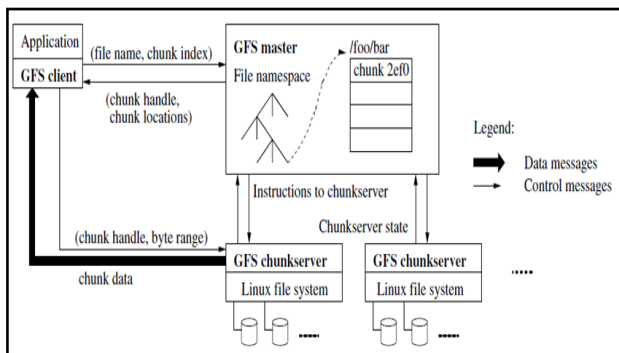 Application
GFS client
(file name, chunk index)
(chunk handle,
chunk locations)
GFS master
File namespace
/foo/bar
chunk 2ef0
Legend:
Data messages
Control messages
Instructions to chunkserver
Chunkserver state
(chunk handle, byte range)
chunk data
GFS chunkserver
Linux file system
GFS chunkserver
Linux file system